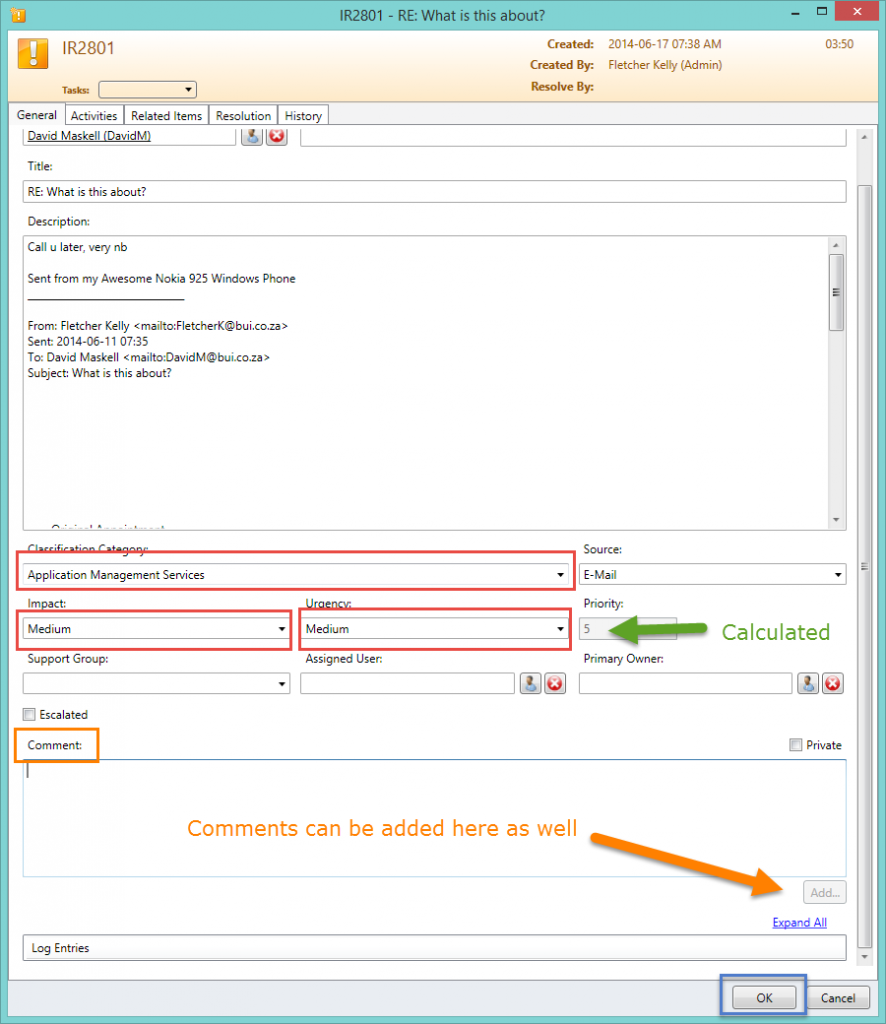 IR2801 - RE: What is this about?
IR2801
Created: 2014-06-17 07:38 AM 03:50
Created By: Fletcher Kelly (Admin)
Resolve By:
Tasks:
General Activities Related Items Resolution History
David Maskell (DavidM)
Title:
RE: What is this about?
Description:
Call u later, very nb
Sent from my Awesome Nokia 925 Windows Phone
From: Fletcher Kelly <mailto:FletcherK@bui.co.za>
Sent: 2014-06-11 07:35
To: David Maskell <mailto:DavidM@bui.co.za>
Subject: What is this about?
Original Appointment
Classification Category: Source:
Application Management Services E-Mail
Impact: Urgency: Priority:
Medium Medium 5 Calculated
Support Group: Assigned User: Primary Owner:
Escalated
Comment: Private
Comments can be added here as well
Add...
Expand All
Log Entries
OK Cancel